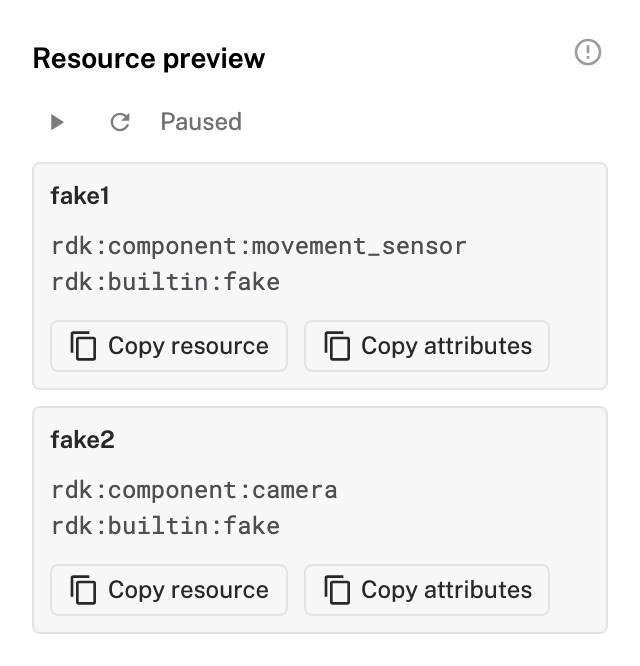 Resource preview
Paused
fake1
rdk:component:movement_sensor
rdk:builtin:fake
Copy resource Copy attributes
fake2
rdk:component:camera
rdk:builtin:fake
Copy resource Copy attributes